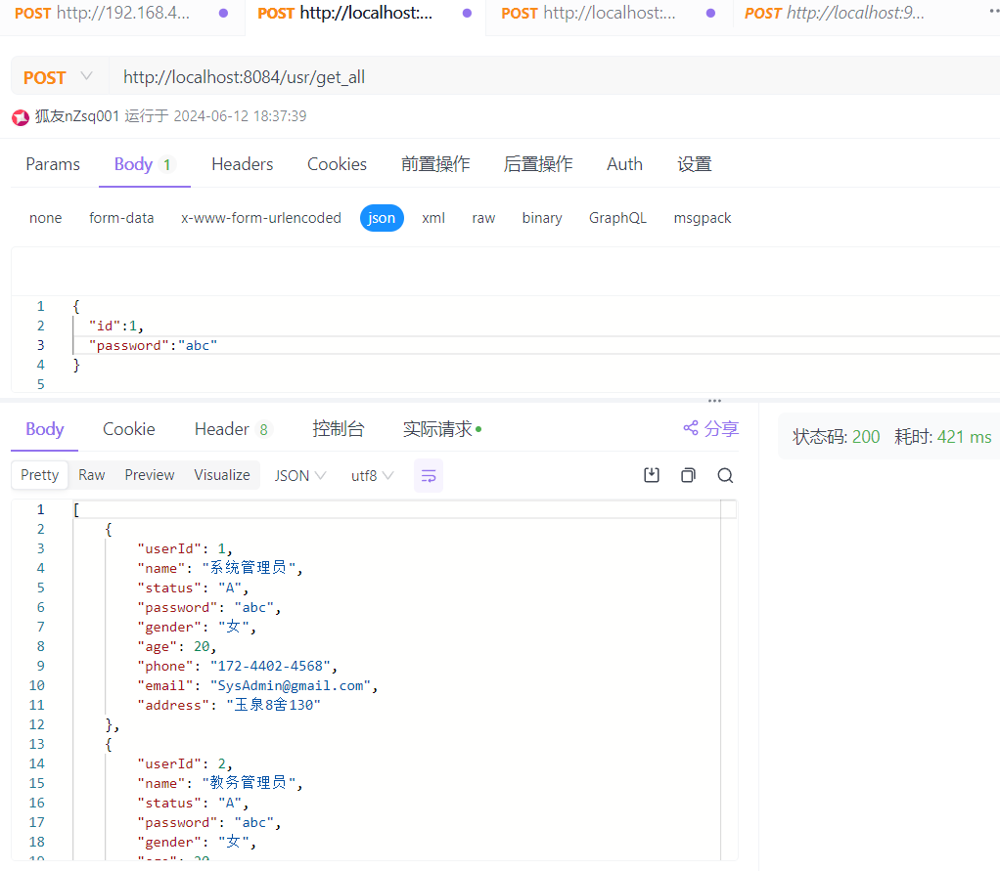 POST http://192.168.4... POST http://localhost:... POST http://localhost:... POST http://localhost:9...
POST http://localhost:8084/usr/get_all
狐友nZsq001 运行于 2024-06-12 18:37:39
Params Body 1 Headers Cookies 前置操作 后置操作 Auth 设置
none form-data x-www-form-urlencoded json xml raw binary GraphQL msgpack
1 {
2 "id":1,
3 "password":"abc"
4 }
5
Body Cookie Header 8 控制台 实际请求 分享 状态码: 200 耗时: 421 ms
Pretty Raw Preview Visualize JSON utf8
1 [
2 {
3 "userId": 1,
4 "name": "系统管理员",
5 "status": "A",
6 "password": "abc",
7 "gender": "女",
8 "age": 20,
9 "phone": "172-4402-4568",
10 "email": "SysAdmin@gmail.com",
11 "address": "玉泉8舍130"
12 },
13 {
14 "userId": 2,
15 "name": "教务管理员",
16 "status": "A",
17 "password": "abc",
18 "gender": "女",
19 "age": 20